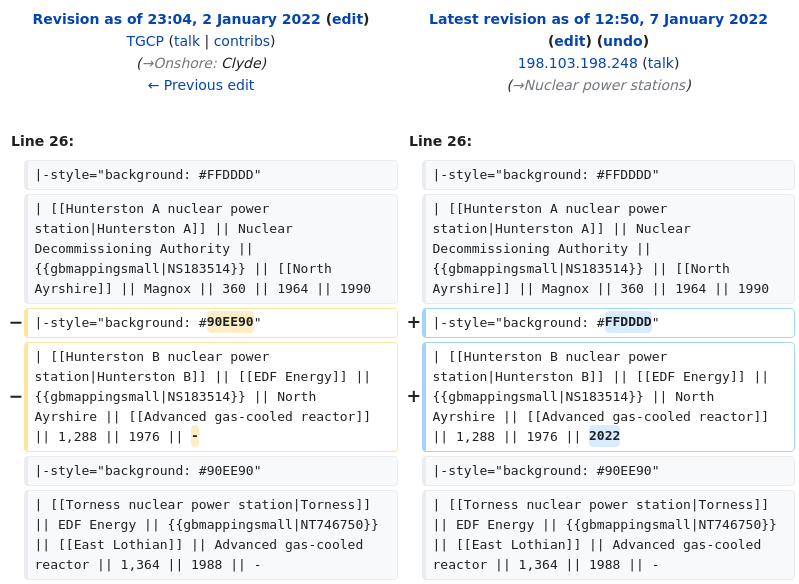 Revision as of 23:04, 2 January 2022 (edit)
TGCP (talk | contribs)
(→Onshore: Clyde)
← Previous edit
Line 26:
|-style="background: #FFDDDD"
| [[Hunterston A nuclear power
station|Hunterston A]] || Nuclear
Decommissioning Authority ||
{{gbmappingsmall|NS183514}} || [[North
Ayrshire]] || Magnox || 360 || 1964 || 1990
− |-style="background: #90EE90"
| [[Hunterston B nuclear power
station|Hunterston B]] || [[EDF Energy]] ||
− {{gbmappingsmall|NS183514}} || North
Ayrshire || [[Advanced gas-cooled reactor]]
|| 1,288 || 1976 || -
|-style="background: #90EE90"
| [[Torness nuclear power station|Torness]]
|| EDF Energy || {{gbmappingsmall|NT746750}}
|| [[East Lothian]] || Advanced gas-cooled
reactor || 1,364 || 1988 || -
Latest revision as of 12:50, 7 January 2022
(edit) (undo)
198.103.198.248 (talk)
(→Nuclear power stations)
Line 26:
|-style="background: #FFDDDD"
| [[Hunterston A nuclear power
station|Hunterston A]] || Nuclear
Decommissioning Authority ||
{{gbmappingsmall|NS183514}} || [[North
Ayrshire]] || Magnox || 360 || 1964 || 1990
+ |-style="background: #FFDDDD"
| [[Hunterston B nuclear power
station|Hunterston B]] || [[EDF Energy]] ||
+ {{gbmappingsmall|NS183514}} || North
Ayrshire || [[Advanced gas-cooled reactor]]
|| 1,288 || 1976 || 2022
|-style="background: #90EE90"
| [[Torness nuclear power station|Torness]]
|| EDF Energy || {{gbmappingsmall|NT746750}}
|| [[East Lothian]] || Advanced gas-cooled
reactor || 1,364 || 1988 || -